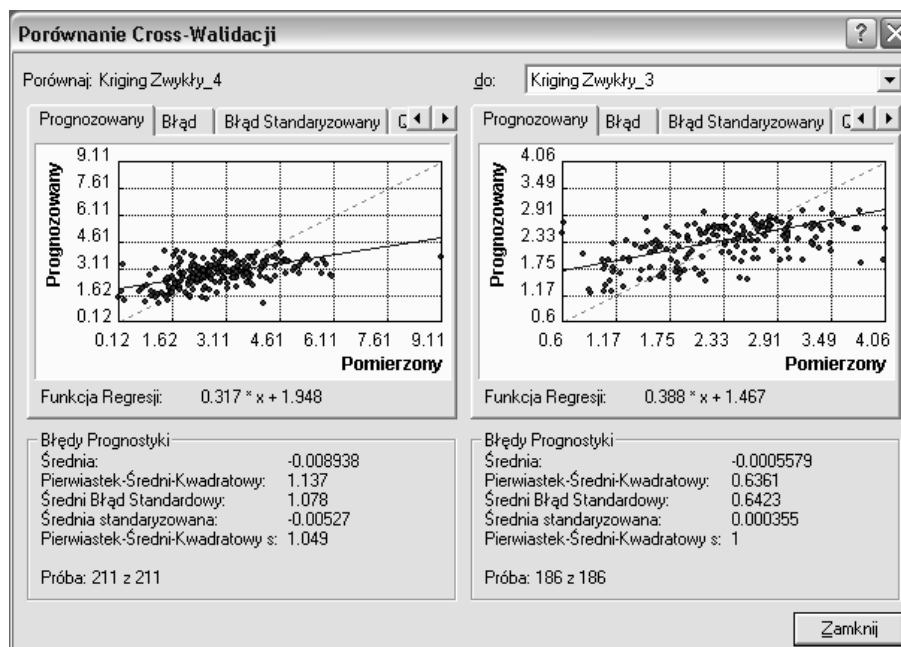 Porównanie Cross-Walidacji
Porównaj: Kriging Zwykły_4
do: Kriging Zwykły_3
Prognozowany Błąd Błąd Standaryzowany
Prognozowany
9.11
7.61
6.11
4.61
3.11
1.62
0.12
0.12 1.62 3.11 4.61 6.11 7.61 9.11
Pomierzony
Funkcja Regresji: 0.317 * x + 1.948
Błędy Prognostyki
Średnia: -0.008938
Pierwiastek-Średni-Kwadratowy: 1.137
Średni Błąd Standardowy: 1.078
Średnia standaryzowana: -0.00527
Pierwiastek-Średni-Kwadratowy s: 1.049
Próba: 211 z 211
Prognozowany Błąd Błąd Standaryzowany
Prognozowany
4.06
3.49
2.91
2.33
1.75
1.17
0.6
0.6 1.17 1.75 2.33 2.91 3.49 4.06
Pomierzony
Funkcja Regresji: 0.388 * x + 1.467
Błędy Prognostyki
Średnia: -0.0005579
Pierwiastek-Średni-Kwadratowy: 0.6361
Średni Błąd Standardowy: 0.6423
Średnia standaryzowana: 0.000355
Pierwiastek-Średni-Kwadratowy s: 1
Próba: 186 z 186
Zamknij